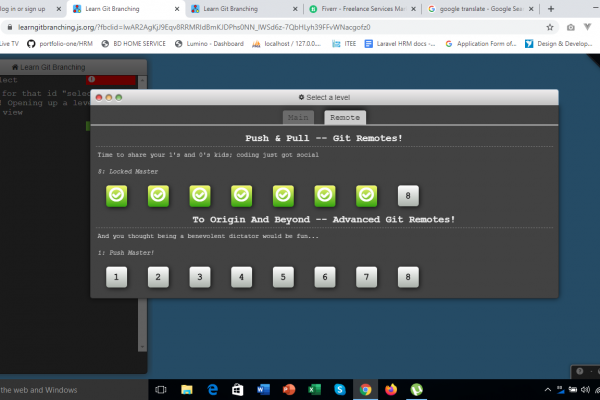 log in or sign up
Learn Git Branching
Learn Git Branching
Fiverr - Freelance Services Ma
google translate - Google Sea
learngitbranching.js.org/?fbclid=IwAR2AgKjJ9Eqv8RRMRIdBmKJDPhs0NN_IWSd6z-7QbHLyh39FFvWNacgofz0
Live TV
portfolio-one/HRM
BD HOME SERVICE
Lumino - Dashboard
localhost / 127.0.0....
ITEE
Laravel HRM docs -...
Application Form of...
Design & Develop...
Learn Git Branching
lect
for that id "selec
! Opening up a leve
view
Select a level
Main
Remote
Push & Pull -- Git Remotes!
Time to share your 1's and 0's kids; coding just got social
8: Locked Master
8
To Origin And Beyond -- Advanced Git Remotes!
And you thought being a benevolent dictator would be fun...
1: Push Master!
1 2 3 4 5 6 7 8
the web and Windows